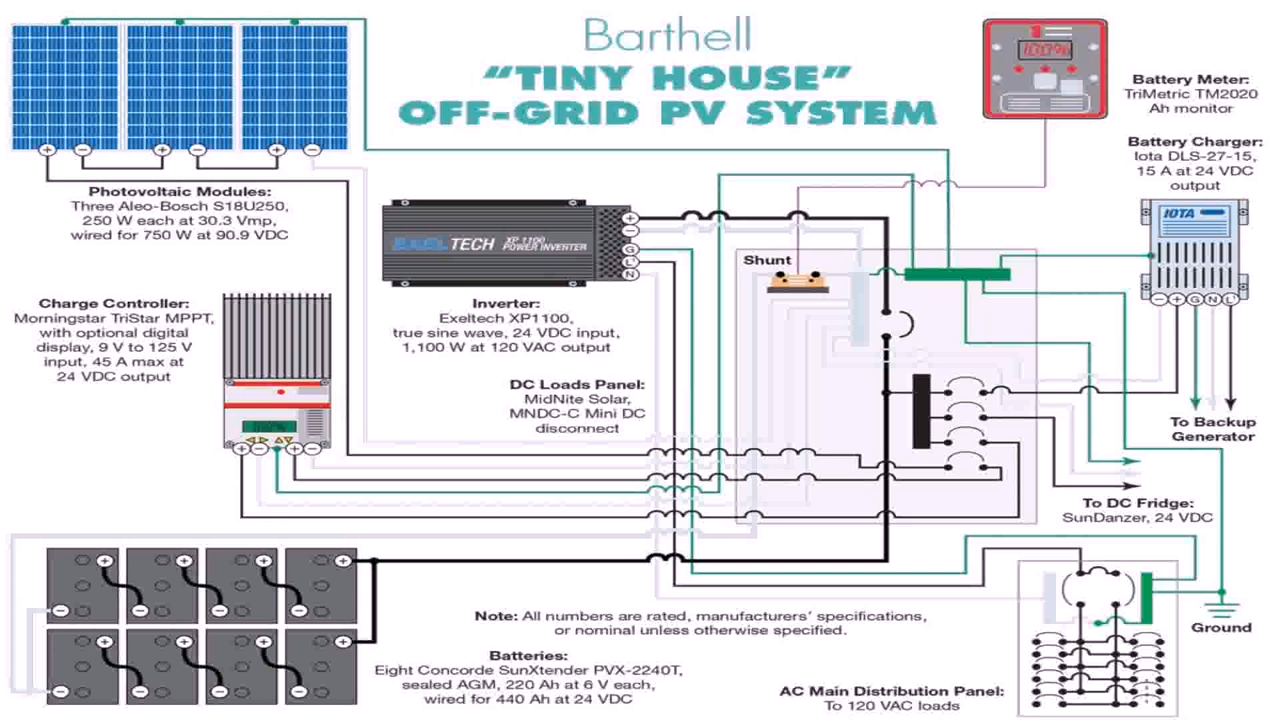 Barthell
“TINY HOUSE”
OFF-GRID PV SYSTEM
100%
Battery Meter:
TriMetric TM2020
Ah monitor
Battery Charger:
Iota DLS-27-15,
15 A at 24 VDC
output
IOTA
Photovoltaic Modules:
Three Aleo-Bosch S18U250,
250 W each at 30.3 Vmp,
wired for 750 W at 90.9 VDC
EXELTECH XP 1100
POWER INVERTER
+
−
G
L
N
Shunt
− + G N L
Charge Controller:
Morningstar TriStar MPPT,
with optional digital
display, 9 V to 125 V
input, 45 A max at
24 VDC output
Inverter:
Exeltech XP1100,
true sine wave, 24 VDC input,
1,100 W at 120 VAC output
DC Loads Panel:
MidNite Solar,
MNDC-C Mini DC
disconnect
100%
To Backup
Generator
To DC Fridge:
SunDanzer, 24 VDC
Ground
Note: All numbers are rated, manufacturers’ specifications,
or nominal unless otherwise specified.
Batteries:
Eight Concorde SunXtender PVX-2240T,
sealed AGM, 220 Ah at 6 V each,
wired for 440 Ah at 24 VDC
AC Main Distribution Panel:
To 120 VAC loads